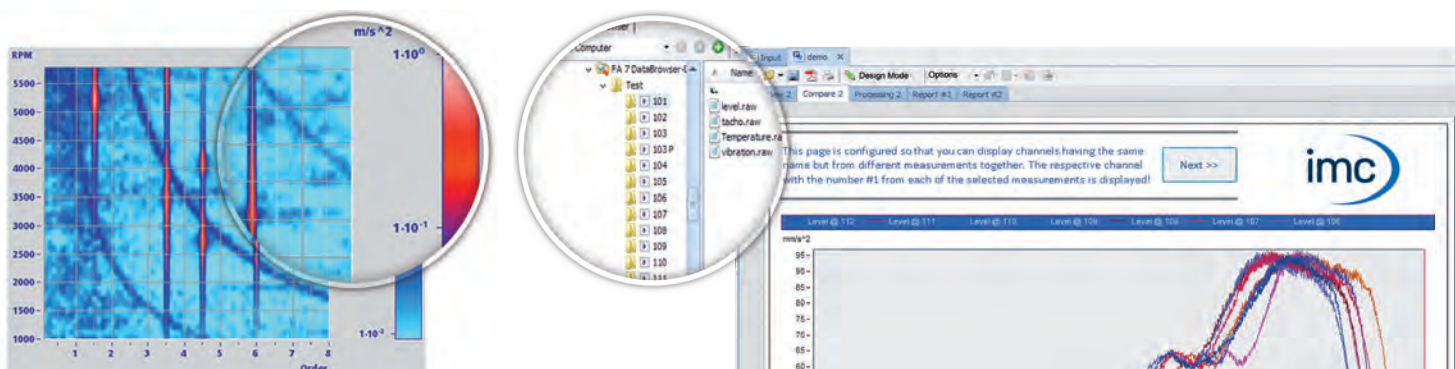 m/s^2
RPM
1·10⁰
5500
5000
4500
4000
3500
3000
2500
2000
1500
1000
1·10⁻¹
1·10⁻²
1 2 3 4 5 6 7 8
Order
Computer
FA 7 DataBrowser-
Test
101
102
103
103 P
104
105
106
107
108
109
110
111
Name
level.raw
tacho.raw
Temperature.ra
vibration.raw
Input demo
Design Mode Options
2 Compare 2 Processing 2 Report #1 Report #2
This page is configured so that you can display channels having the same
name but from different measurements together. The respective channel
with the number #1 from each of the selected measurements is displayed!
Next >>
imc
Level @ 112 Level @ 111 Level @ 110 Level @ 109 Level @ 108 Level @ 107 Level @ 106
mm/s^2
95
90
85
80
75
70
65
60